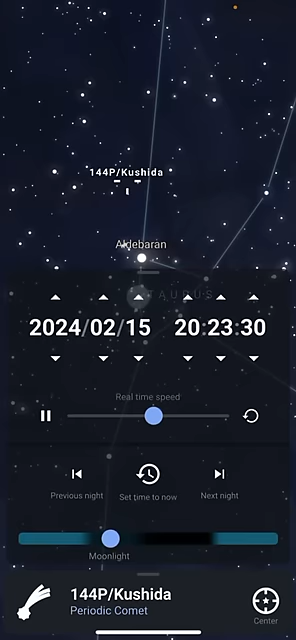 144P/Kushida
Aldebaran
TAURUS
2024/02/15 20:23:30
Real time speed
Previous night
Set time to now
Next night
Moonlight
144P/Kushida
Periodic Comet
Center